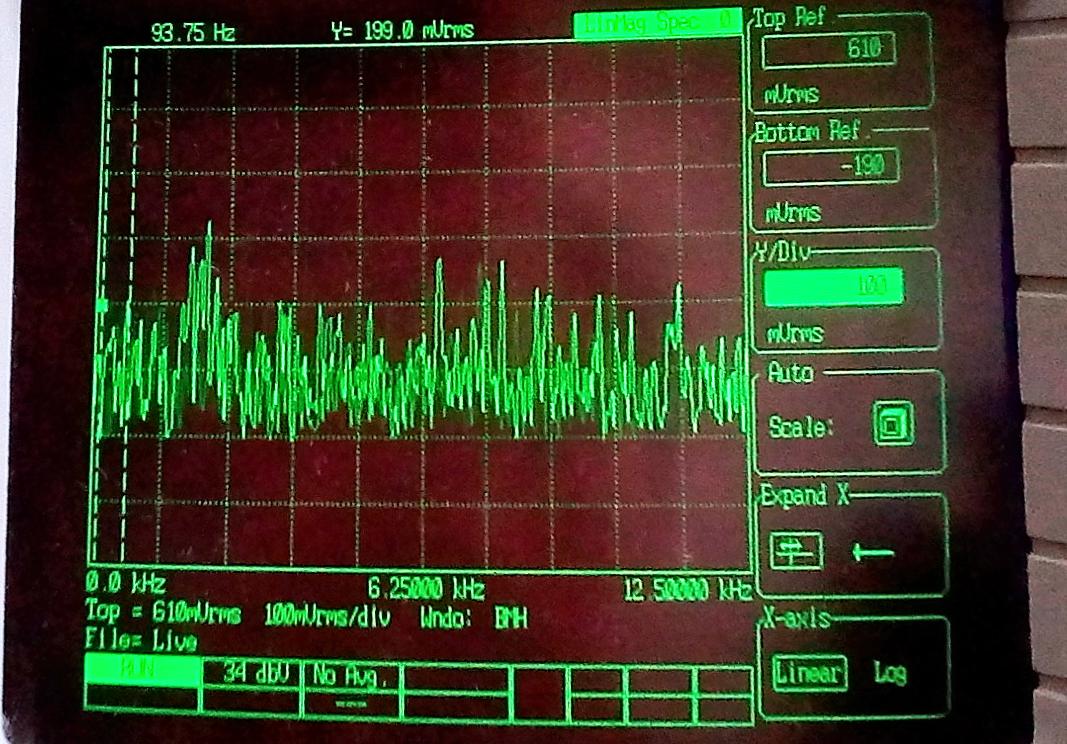 93.75 Hz Y= 199.0 mVrms LinMag Spec 0
Top Ref
610
mVrms
Bottom Ref
-190
mVrms
Y/Div
100
mVrms
Auto
Scale:
Expand X
X-axis
Linear Log
0.0 kHz 6.25000 kHz 12.50000 kHz
Top = 610mVrms 100mVrms/div Wndo: BMH
File= Live
RUN 34 dbV No Avg.